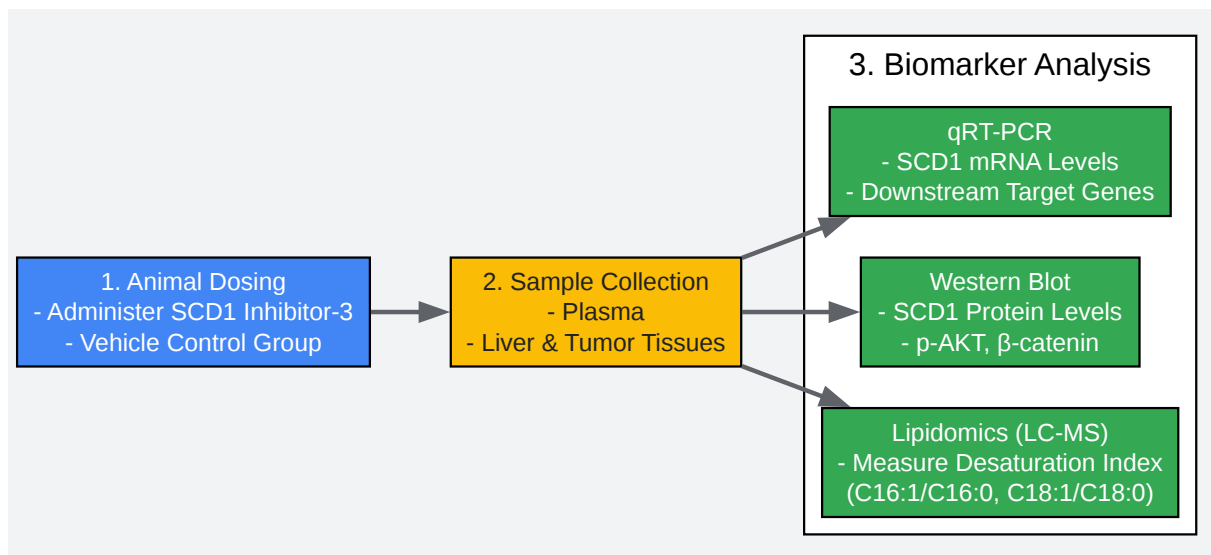 1. Animal Dosing
- Administer SCD1 Inhibitor-3
- Vehicle Control Group
2. Sample Collection
- Plasma
- Liver & Tumor Tissues
3. Biomarker Analysis
qRT-PCR
- SCD1 mRNA Levels
- Downstream Target Genes
Western Blot
- SCD1 Protein Levels
- p-AKT, β-catenin
Lipidomics (LC-MS)
- Measure Desaturation Index
(C16:1/C16:0, C18:1/C18:0)